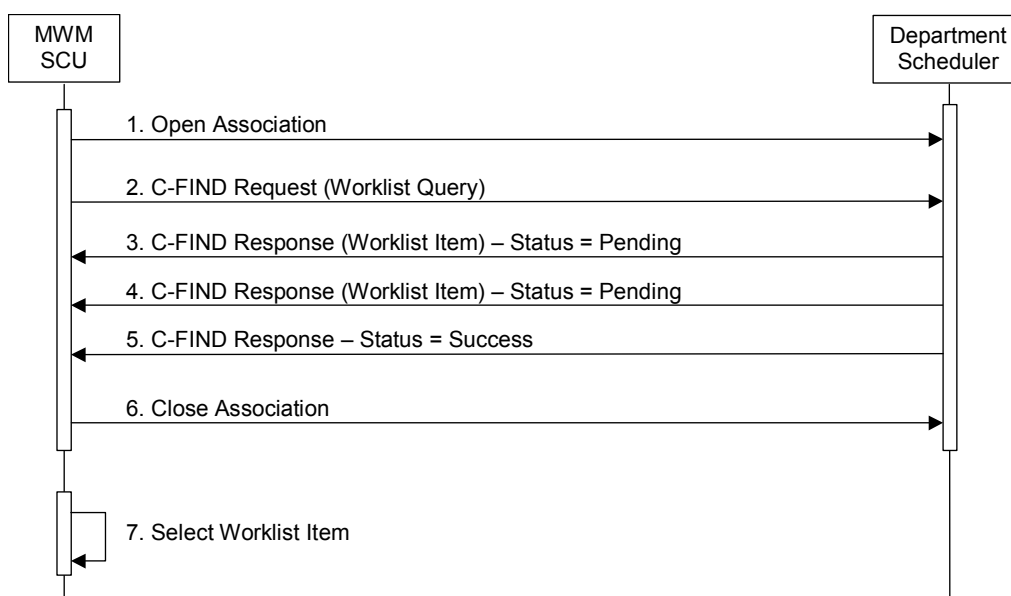 MWM
SCU
Department
Scheduler
1. Open Association
2. C-FIND Request (Worklist Query)
3. C-FIND Response (Worklist Item) – Status = Pending
4. C-FIND Response (Worklist Item) – Status = Pending
5. C-FIND Response – Status = Success
6. Close Association
7. Select Worklist Item